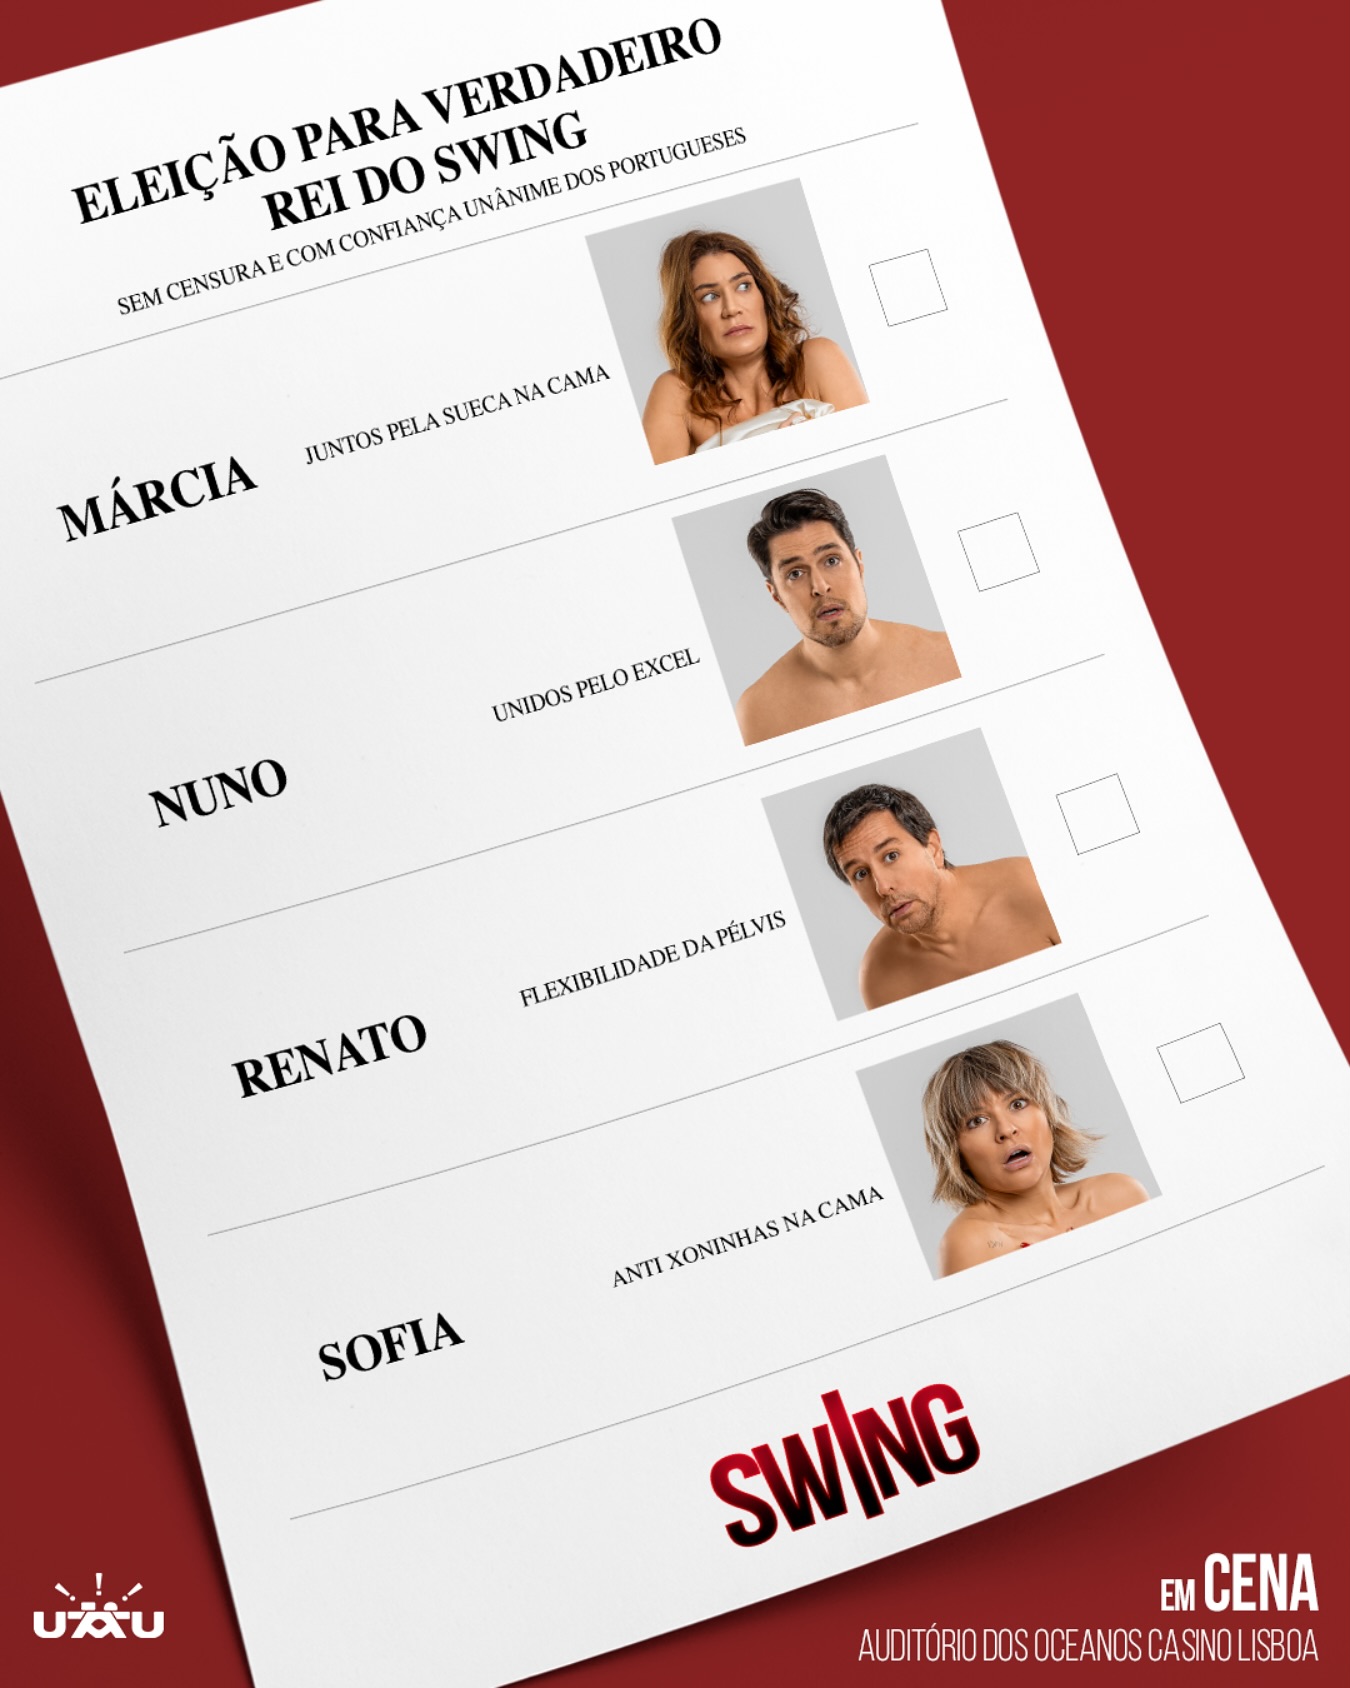 ELEIÇÃO PARA VERDADEIRO
REI DO SWING
SEM CENSURA E COM CONFIANÇA UNÂNIME DOS PORTUGUESES
MÁRCIA
JUNTOS PELA SUECA NA CAMA
NUNO
UNIDOS PELO EXCEL
RENATO
FLEXIBILIDADE DA PÉLVIS
SOFIA
ANTI XONINHAS NA CAMA
SWING
UAU
EM CENA
AUDITÓRIO DOS OCEANOS CASINO LISBOA